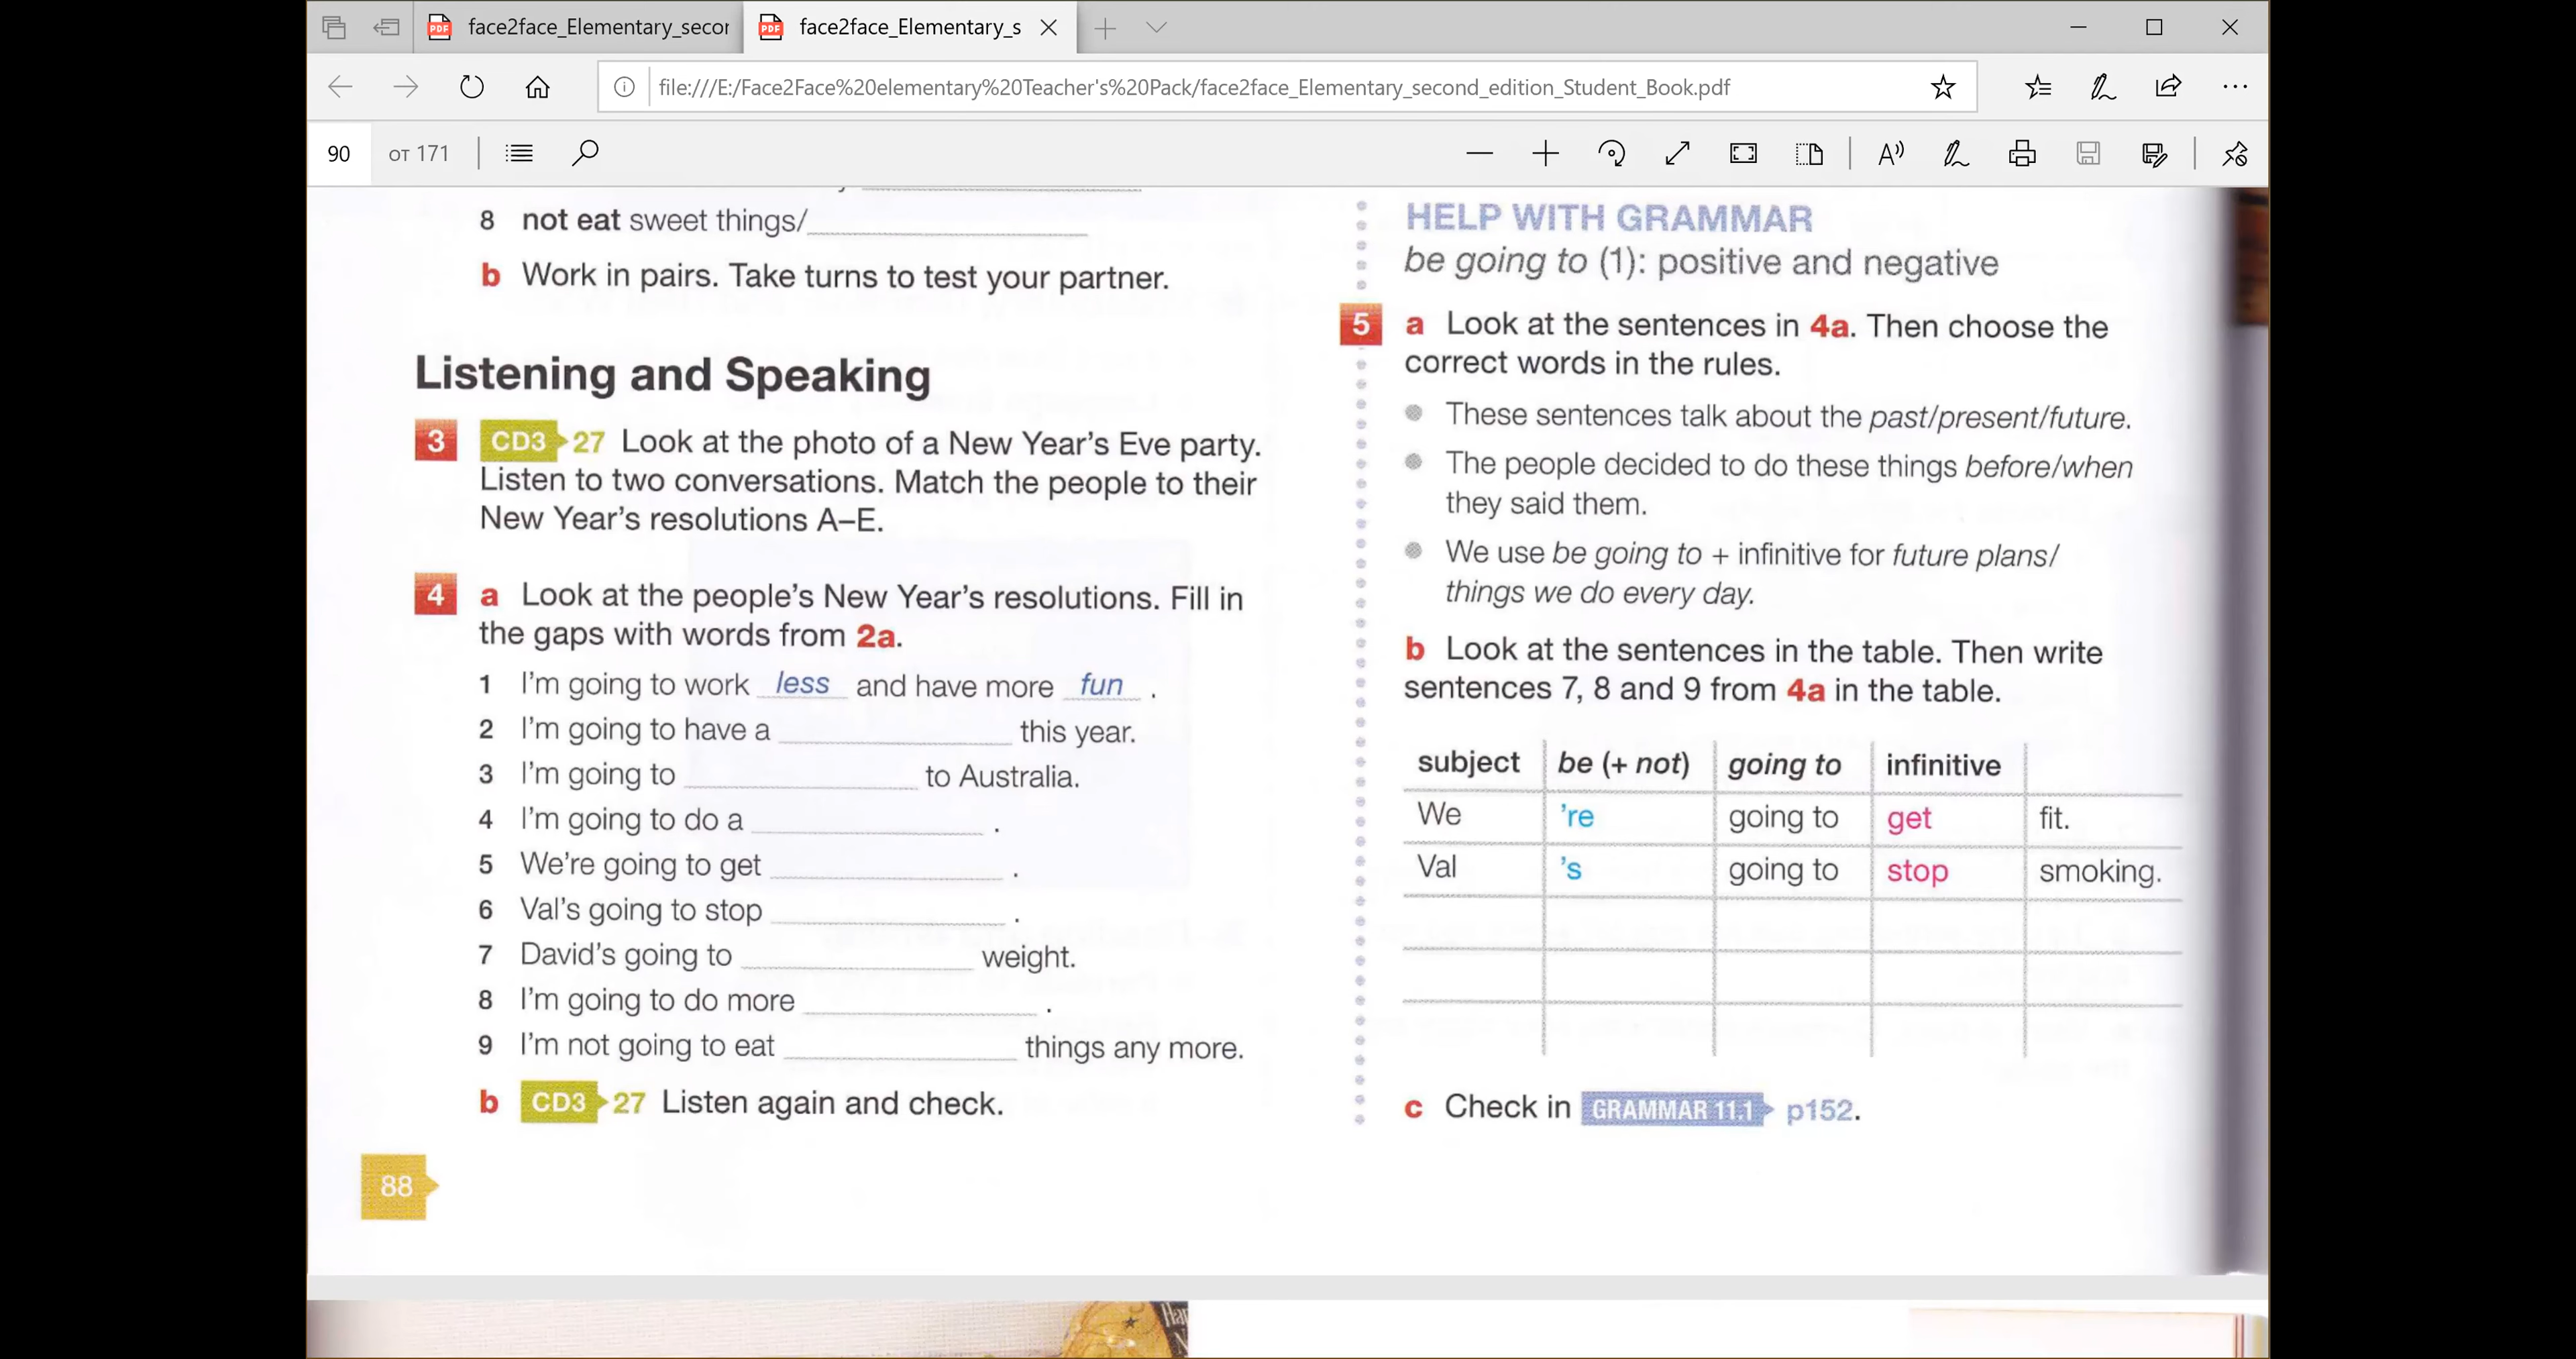 face2face_Elementary_secor
face2face_Elementary_s
file:///E:/Face2Face%20elementary%20Teacher's%20Pack/face2face_Elementary_second_edition_Student_Book.pdf
90 от 171
8 not eat sweet things/
b Work in pairs. Take turns to test your partner.
Listening and Speaking
3 CD3 27 Look at the photo of a New Year's Eve party.
Listen to two conversations. Match the people to their
New Year's resolutions A–E.
4 a Look at the people's New Year's resolutions. Fill in
the gaps with words from 2a.
1 I'm going to work less and have more fun .
2 I'm going to have a this year.
3 I'm going to to Australia.
4 I'm going to do a .
5 We're going to get .
6 Val's going to stop .
7 David's going to weight.
8 I'm going to do more .
9 I'm not going to eat things any more.
b CD3 27 Listen again and check.
88
HELP WITH GRAMMAR
be going to (1): positive and negative
5 a Look at the sentences in 4a. Then choose the
correct words in the rules.
These sentences talk about the past/present/future.
The people decided to do these things before/when
they said them.
We use be going to + infinitive for future plans/
things we do every day.
b Look at the sentences in the table. Then write
sentences 7, 8 and 9 from 4a in the table.
subject be (+ not) going to infinitive
We 're going to get fit.
Val 's going to stop smoking.
c Check in GRAMMAR 11.1 p152.